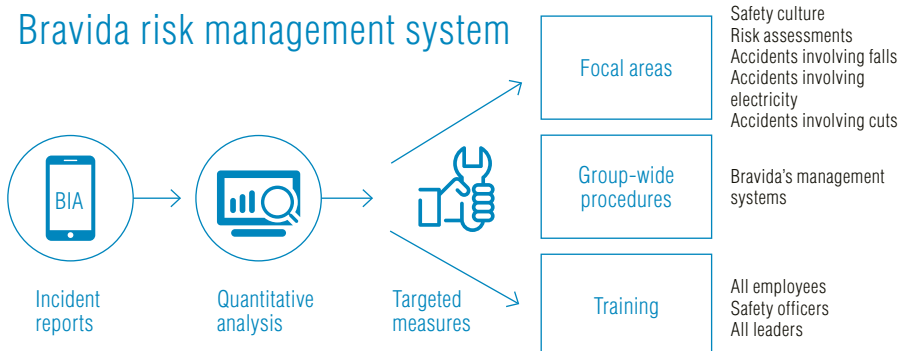 Bravida risk management system
BIA
Incident
reports
Quantitative
analysis
Targeted
measures
Focal areas
Safety culture
Risk assessments
Accidents involving falls
Accidents involving
electricity
Accidents involving cuts
Group-wide
procedures
Bravida's management
systems
Training
All employees
Safety officers
All leaders